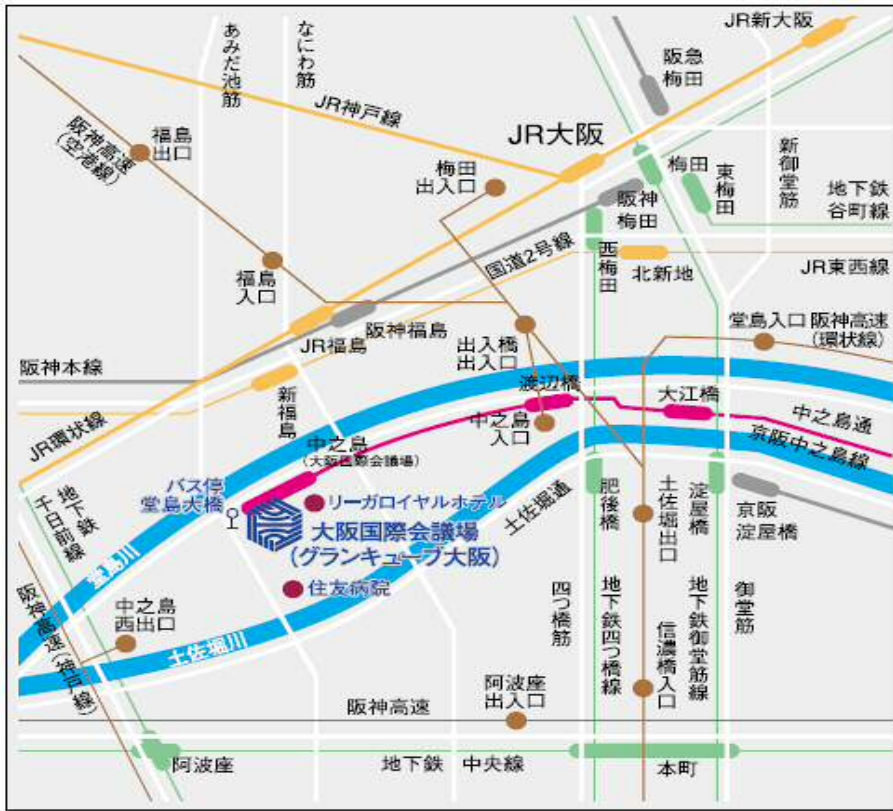 JR新大阪
あみだ池筋
なにわ筋
阪急
梅田
JR神戸線
阪神高速
(空港線)
福島
出口
JR大阪
梅田
出入口
梅田
東梅田
新御堂筋
地下鉄
谷町線
阪神
梅田
国道2号線
西梅田
北新地
JR東西線
福島
入口
阪神福島
JR福島
出入橋
出入口
堂島入口
阪神高速
(環状線)
阪神本線
新福島
渡辺橋
大江橋
中之島通
中之島
入口
京阪中之島線
JR環状線
中之島
(大阪国際会議場)
バス停
堂島大橋
リーガロイヤルホテル
大阪国際会議場
(グランキューブ大阪)
土佐堀通
肥後橋
土佐堀出口
淀屋橋
京阪
淀屋橋
地下鉄
千日前線
堂島川
住友病院
中之島
西出口
阪神高速(神戸線)
土佐堀川
四つ橋筋
地下鉄四つ橋線
信濃橋入口
地下鉄御堂筋線
御堂筋
阪神高速
阿波座
出入口
阿波座
地下鉄 中央線
本町